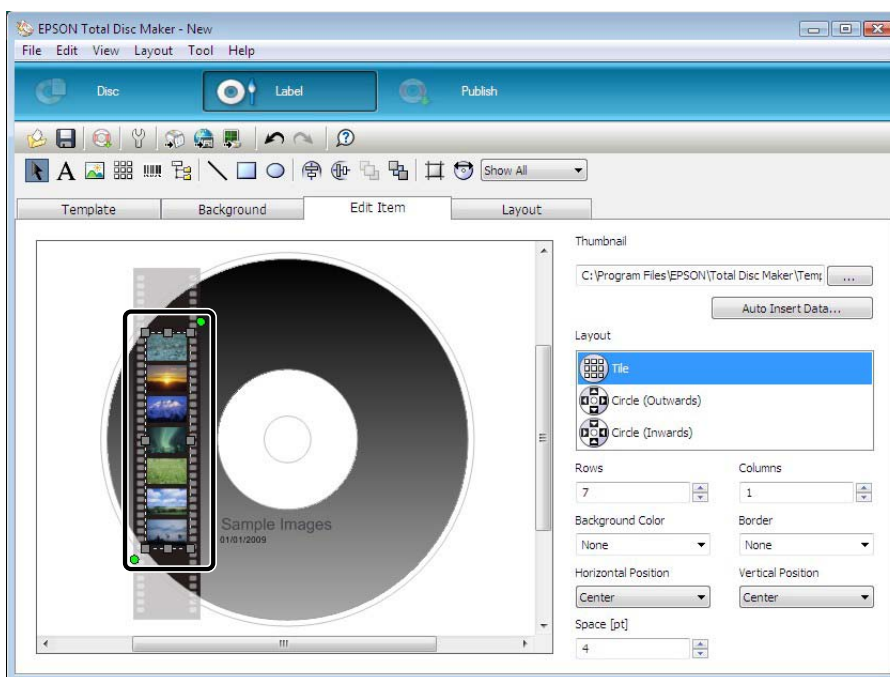 EPSON Total Disc Maker - New
File Edit View Layout Tool Help
Disc Label Publish
A Show All
Template Background Edit Item Layout
Thumbnail
C:\Program Files\EPSON\Total Disc Maker\Temp ...
Auto Insert Data...
Layout
Tile
Circle (Outwards)
Circle (Inwards)
Rows Columns
7 1
Background Color Border
None None
Horizontal Position Vertical Position
Center Center
Space [pt]
4
Sample Images
01/01/2009